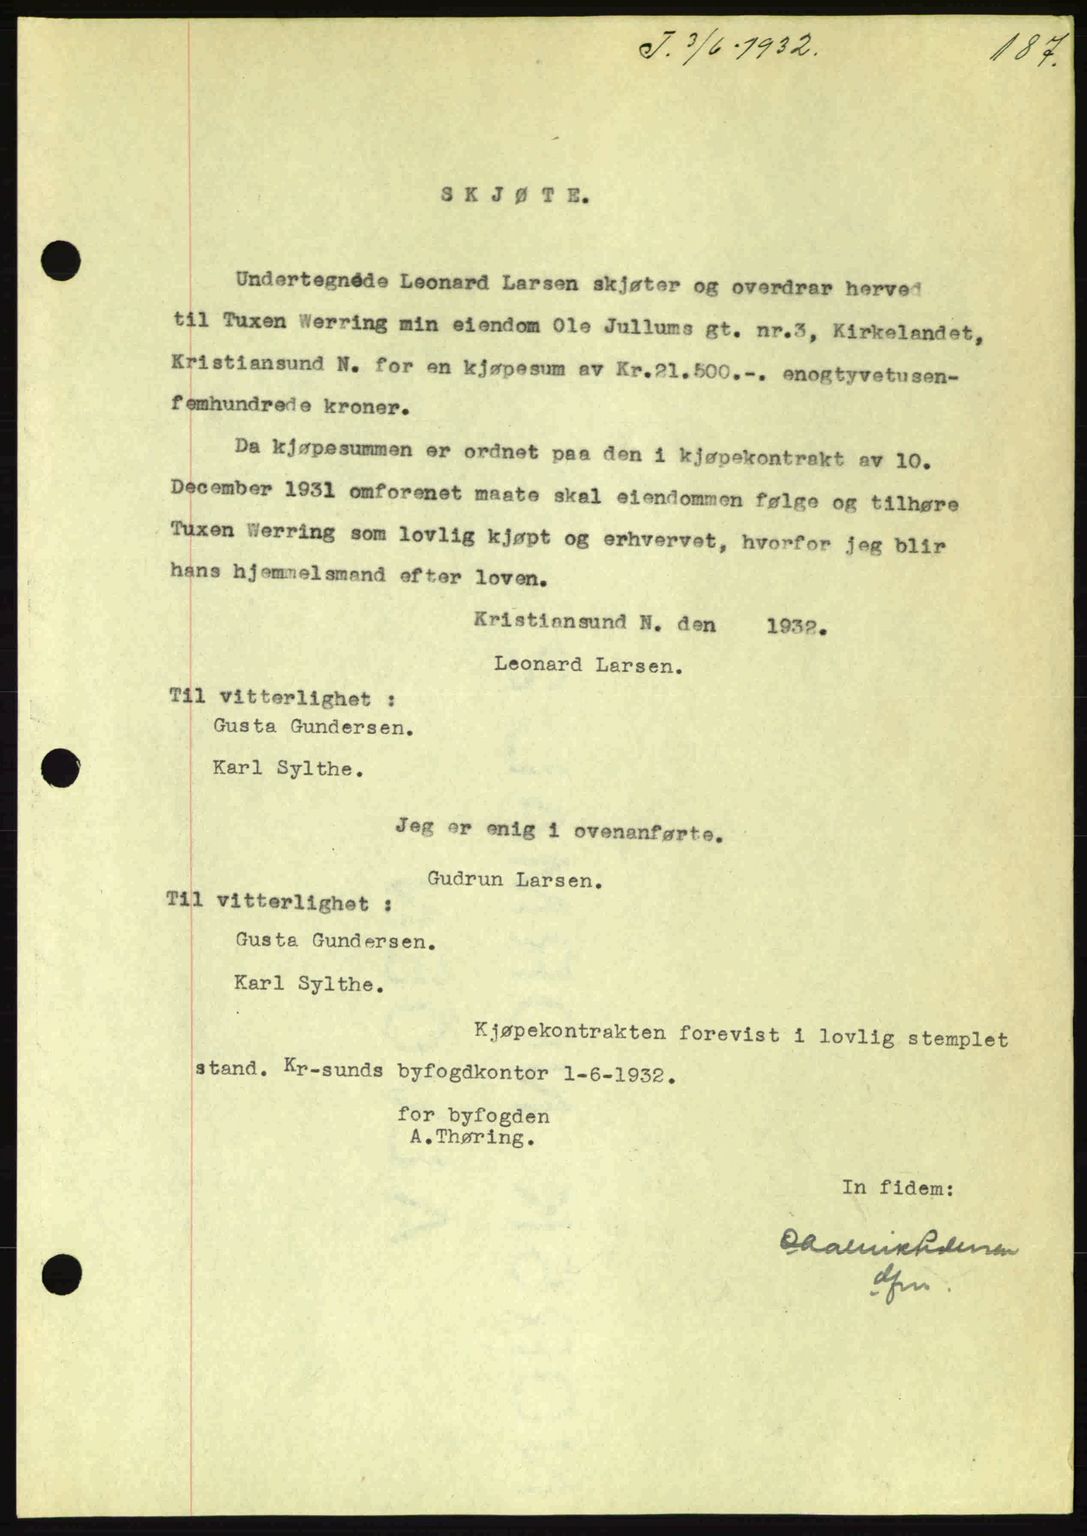 T. 3/6 -1932.
187.
SKJØTE.
Undertegnede Leonard Larsen skjøter og overdrar herved
til Tuxen Werring min eiendom Ole Jullums gt. nr.3, Kirkelandet,
Kristiansund N. for en kjøpesum av Kr.21.500.-. enogtyvetusen-
femhundrede kroner.
Da kjøpesummen er ordnet paa den i kjøpekontrakt av 10.
December 1931 omforenet maate skal eiendommen følge og tilhøre
Tuxen Werring som lovlig kjøpt og erhvervet, hvorfor jeg blir
hans hjemmelsmand efter loven.
Kristiansund N. den 1932.
Leonard Larsen.
Til vitterlighet :
Gusta Gundersen.
Karl Sylthe.
Jeg er enig i ovenanførte.
Gudrun Larsen.
Til vitterlighet :
Gusta Gundersen.
Karl Sylthe.
Kjøpekontrakten forevist i lovlig stemplet
stand. Kr-sunds byfogdkontor 1-6-1932.
for byfogden
A.Thøring.
In fidem: